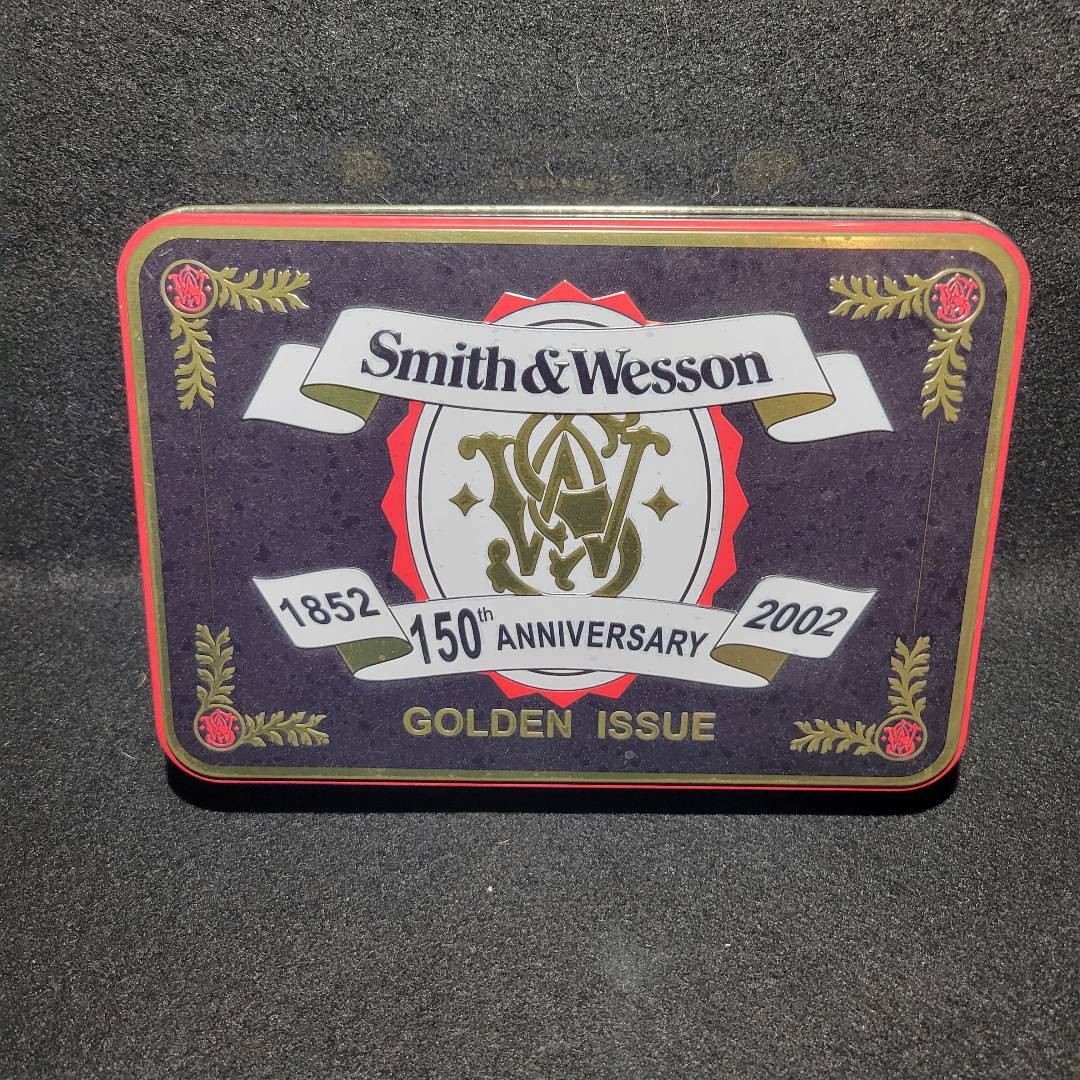 Smith & Wesson
1852 150th ANNIVERSARY 2002
GOLDEN ISSUE